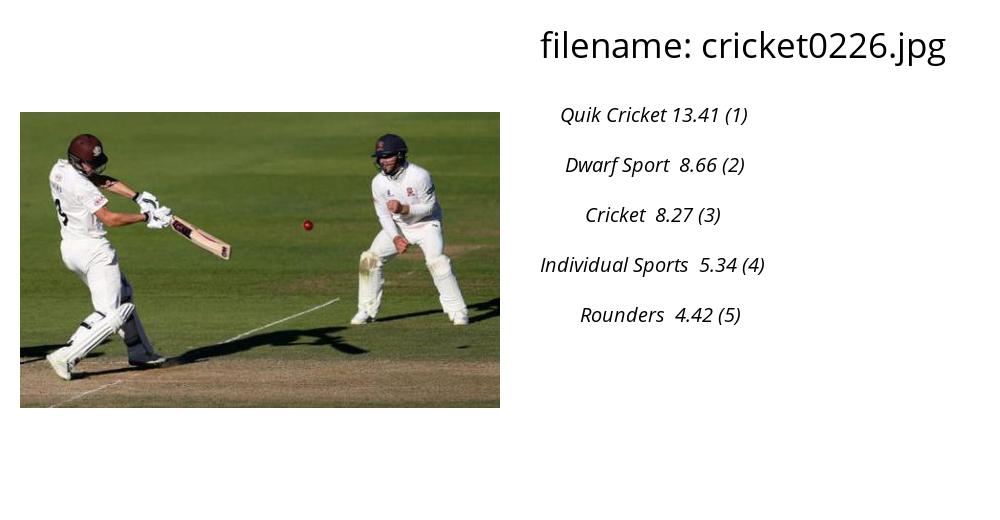 filename: cricket0226.jpg
Quik Cricket 13.41 (1)
Dwarf Sport 8.66 (2)
Cricket 8.27 (3)
Individual Sports 5.34 (4)
Rounders 4.42 (5)